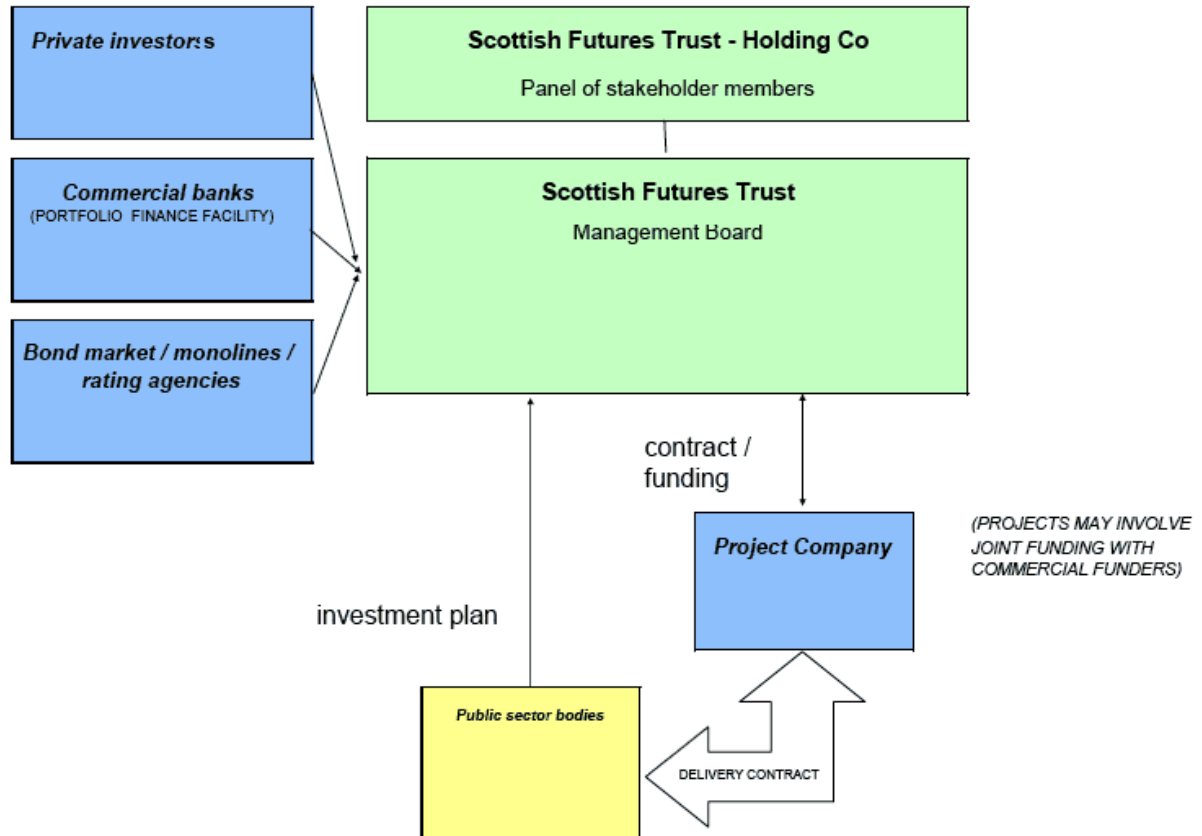 Private investors
Scottish Futures Trust - Holding Co
Panel of stakeholder members
Commercial banks
(PORTFOLIO FINANCE FACILITY)
Scottish Futures Trust
Management Board
Bond market / monolines /
rating agencies
contract /
funding
Project Company
(PROJECTS MAY INVOLVE
JOINT FUNDING WITH
COMMERCIAL FUNDERS)
investment plan
Public sector bodies
DELIVERY CONTRACT